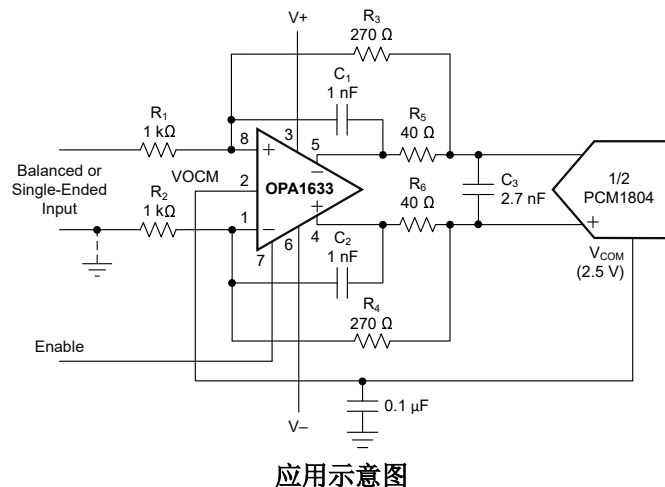 V+
R3
270 Ω
C1
1 nF
R1
1 kΩ
R5
40 Ω
8
3
5
+
−
Balanced or
Single-Ended
Input
VOCM
2
OPA1633
R6
40 Ω
C3
2.7 nF
1/2
PCM1804
−
+
R2
1 kΩ
1
−
+
4
6
7
C2
1 nF
VCOM
(2.5 V)
R4
270 Ω
Enable
0.1 µF
V−
应用示意图